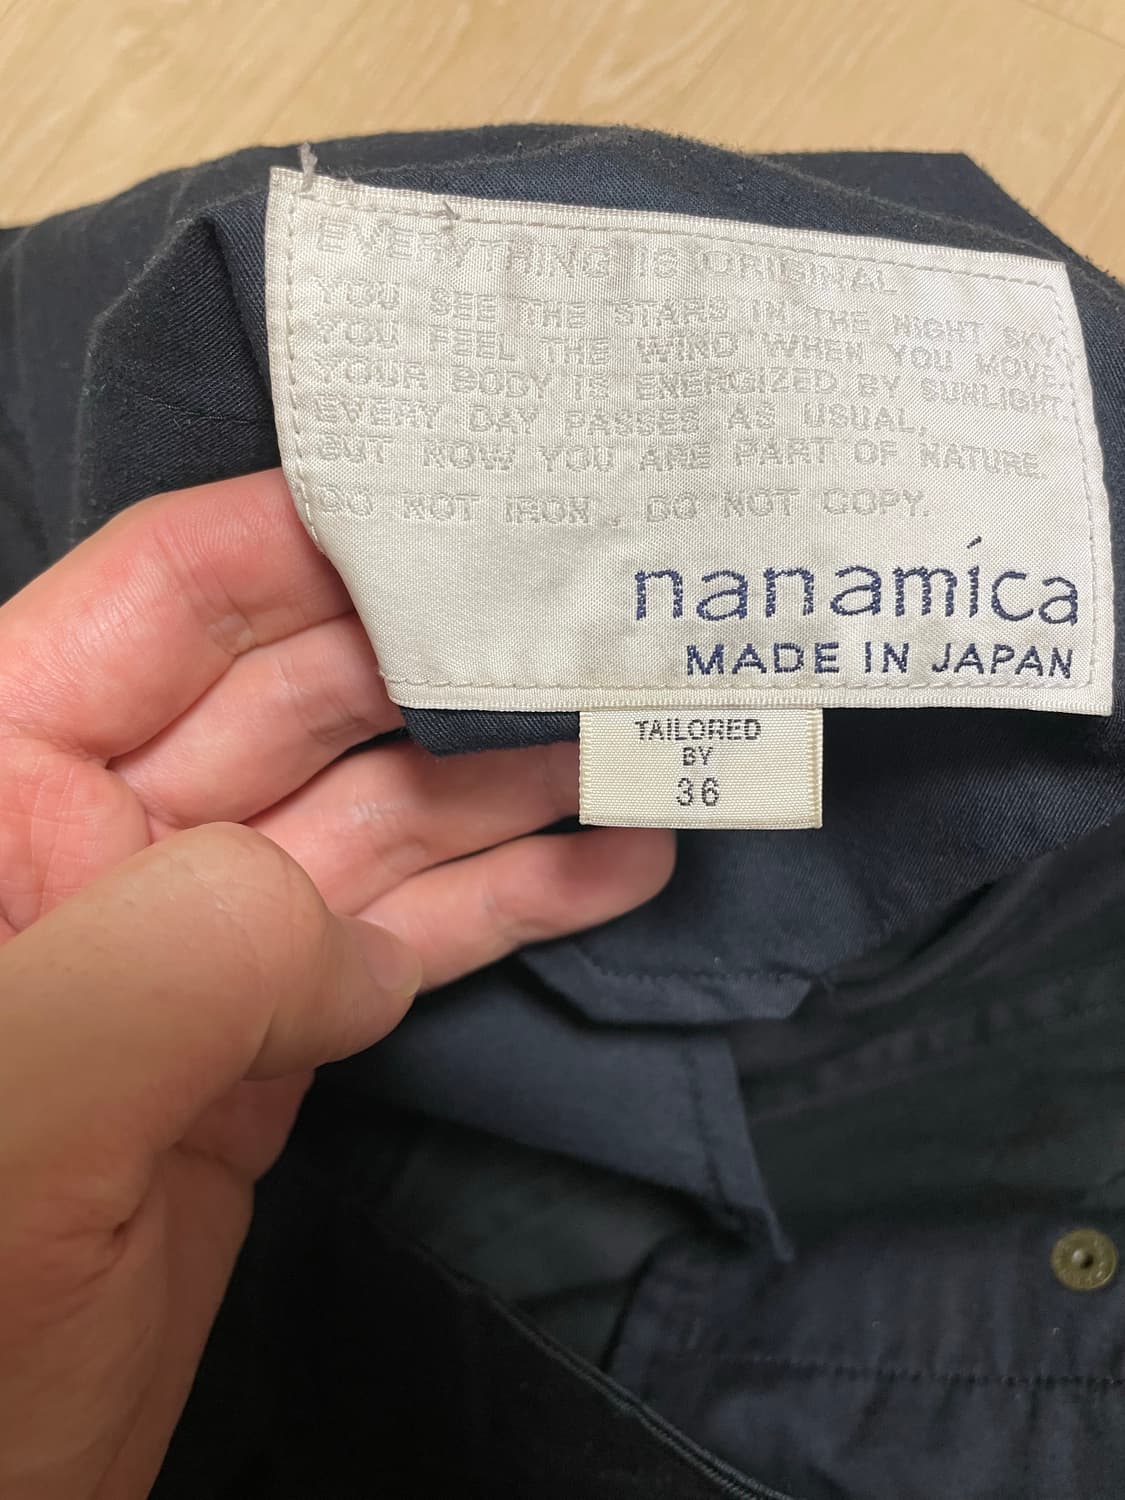 EVERYTHING IS ORIGINAL
YOU SEE THE STARS IN THE NIGHT SKY.
YOU FEEL THE WIND WHEN YOU MOVE.
YOUR BODY IS ENERGIZED BY SUNLIGHT.
EVERY DAY PASSES AS USUAL,
BUT NOW YOU ARE PART OF NATURE.
DO NOT IRON . DO NOT COPY.
nanamíca
MADE IN JAPAN
TAILORED
BY
36